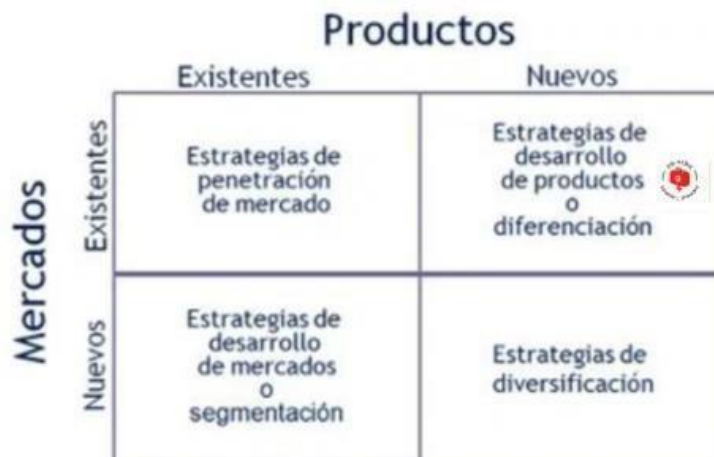 Productos
Existentes
Nuevos
Mercados
Existentes
Estrategias de
penetración
de mercado
Estrategias de
desarrollo
de productos
o
diferenciación
Nuevos
Estrategias de
desarrollo
de mercados
o
segmentación
Estrategias de
diversificación